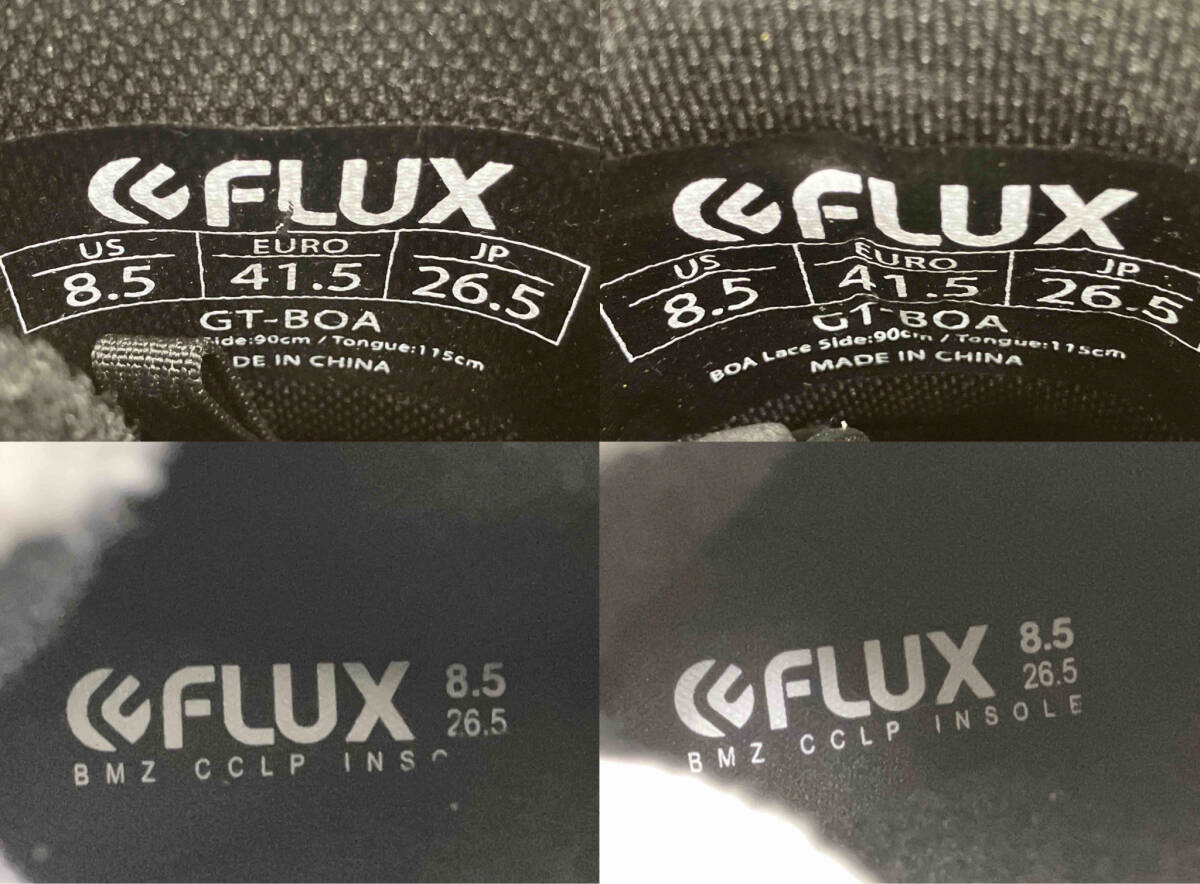 FLUX
US EURO JP
8.5 41.5 26.5
GT-BOA
ide:90cm / Tongue:115cm
DE IN CHINA
FLUX
US EURO JP
8.5 41.5 26.5
GT-BOA
BOA Lace Side:90cm / Tongue:115cm
MADE IN CHINA
FLUX 8.5
26.5
BMZ CCLP INS
FLUX 8.5
26.5
BMZ CCLP INSOLE